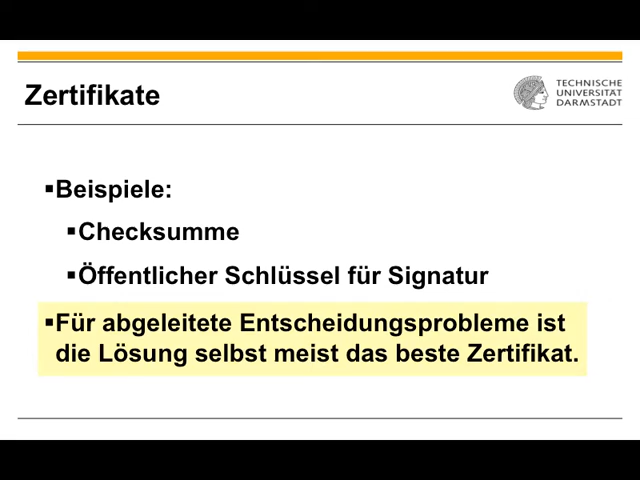 Zertifikate
TECHNISCHE
UNIVERSITÄT
DARMSTADT
▪Beispiele:
▪Checksumme
▪Öffentlicher Schlüssel für Signatur
▪Für abgeleitete Entscheidungsprobleme ist
die Lösung selbst meist das beste Zertifikat.